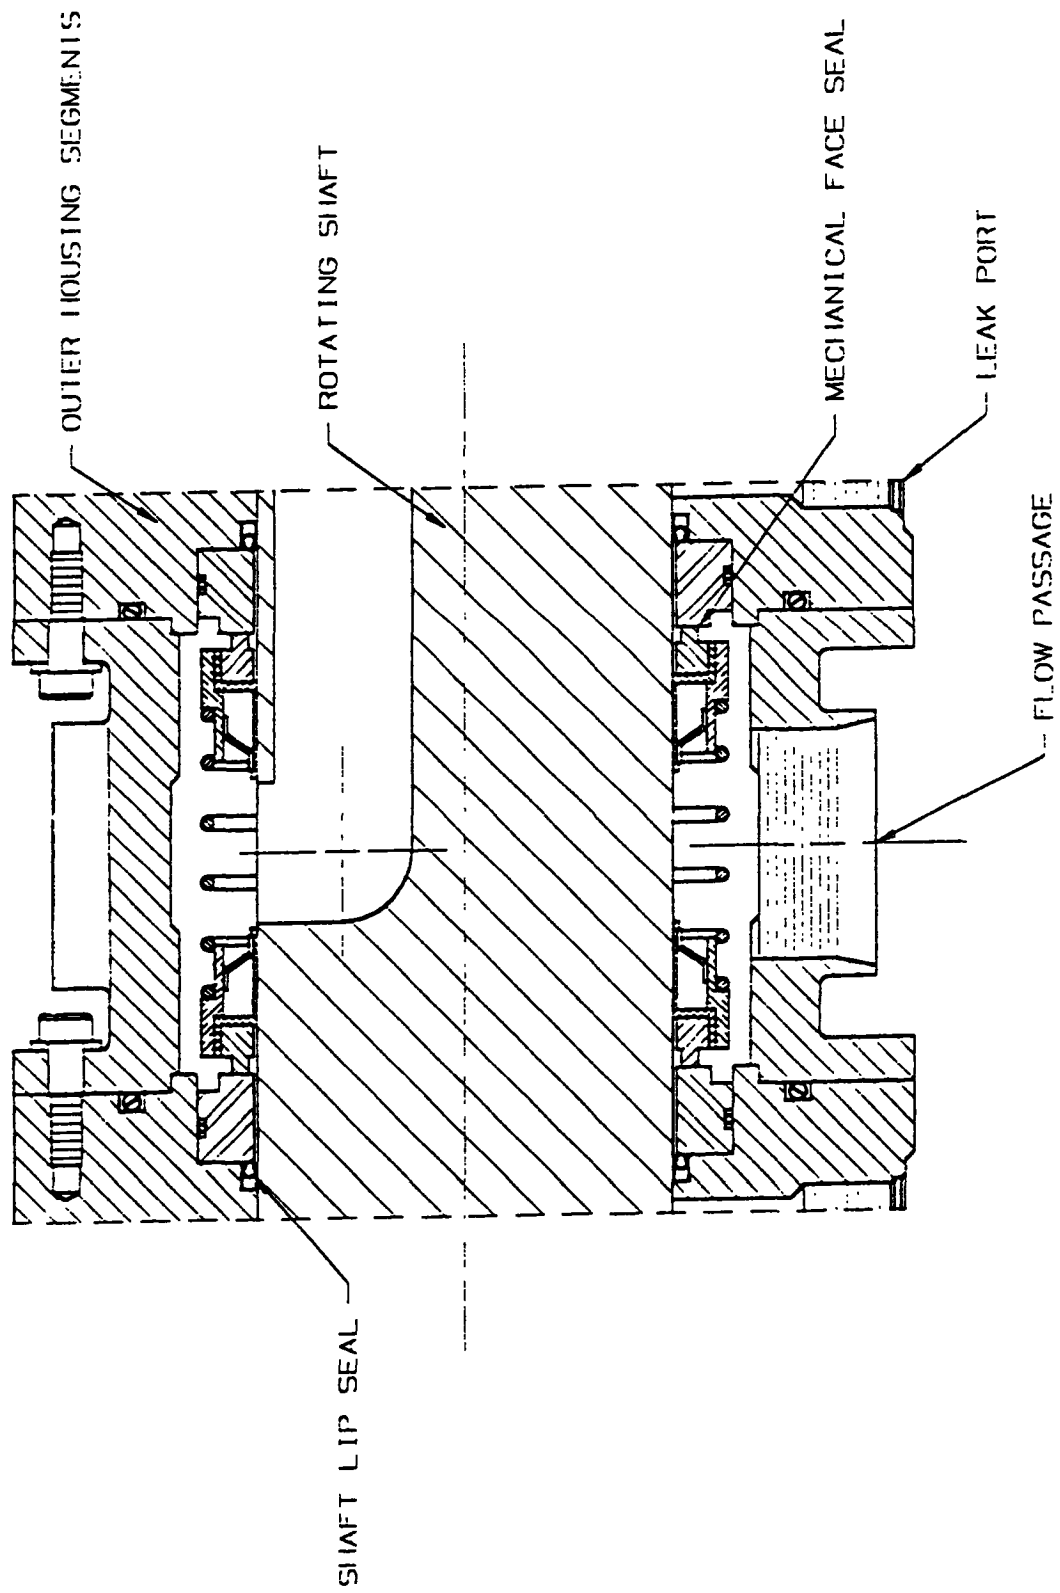 OUTER HOUSING SEGMENTS
ROTATING SHAFT
MECHANICAL FACE SEAL
LEAK PORT
FLOW PASSAGE
SHAFT LIP SEAL